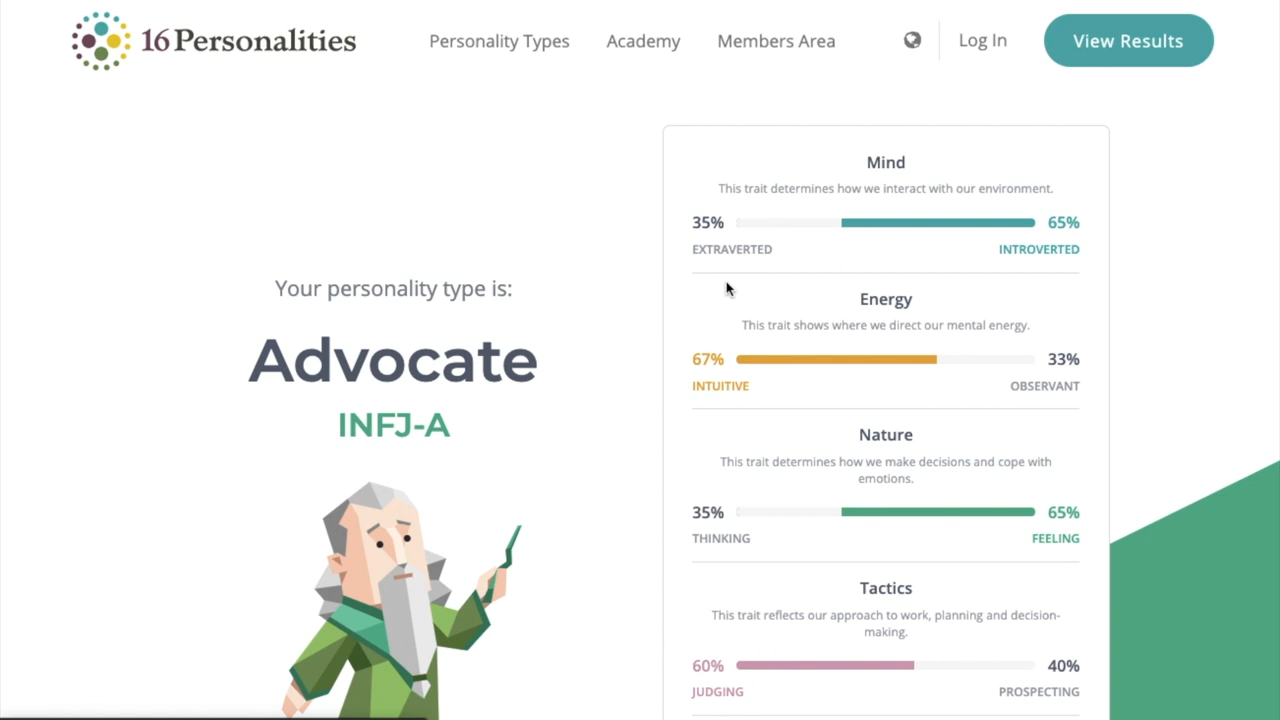 16Personalities
Personality Types
Academy
Members Area
Log In
View Results
Your personality type is:
Advocate
INFJ-A
Mind
This trait determines how we interact with our environment.
35% 65%
EXTRAVERTED INTROVERTED
Energy
This trait shows where we direct our mental energy.
67% 33%
INTUITIVE OBSERVANT
Nature
This trait determines how we make decisions and cope with
emotions.
35% 65%
THINKING FEELING
Tactics
This trait reflects our approach to work, planning and decision-
making.
60% 40%
JUDGING PROSPECTING